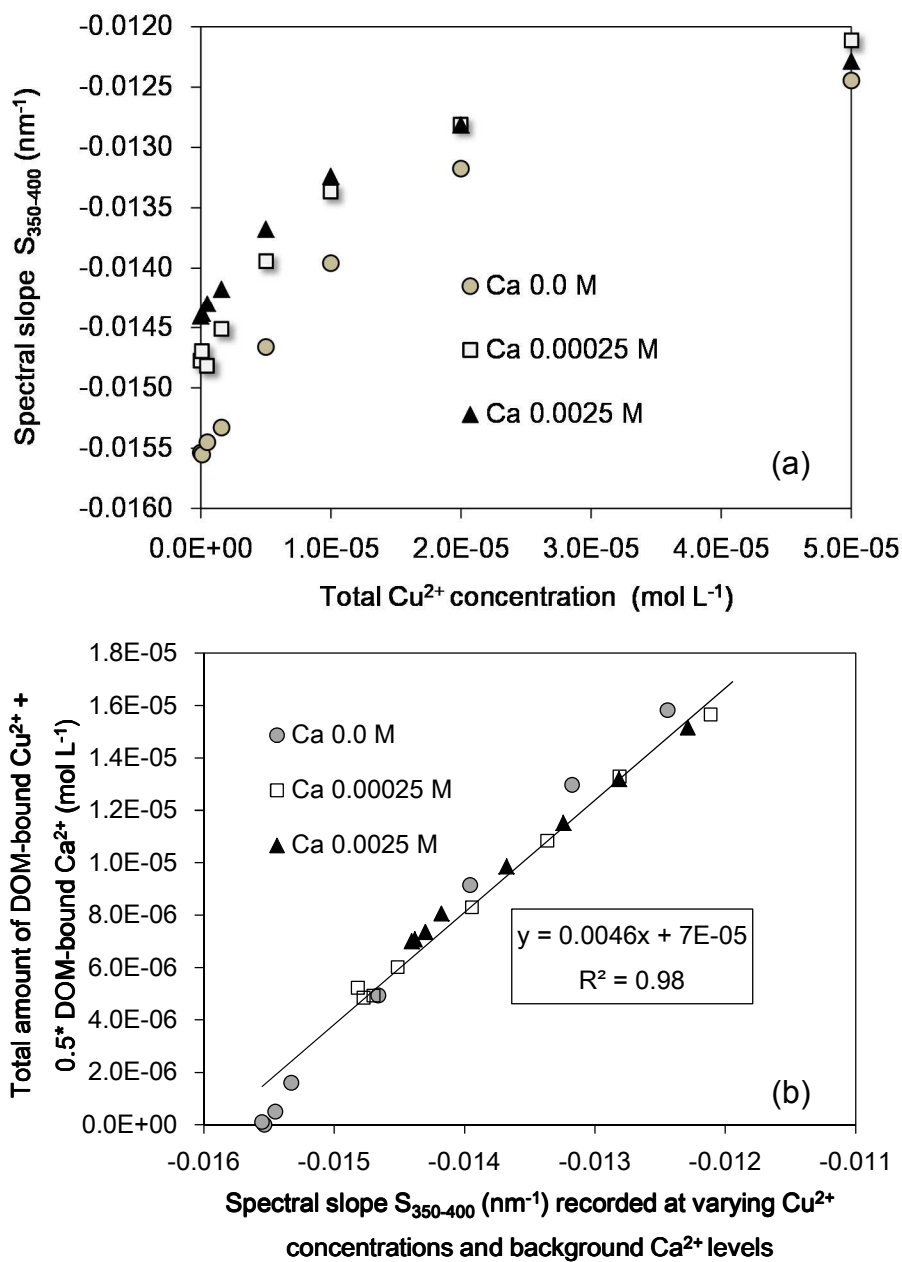 -0.0120
-0.0125
-0.0130
-0.0135
-0.0140
-0.0145
-0.0150
-0.0155
-0.0160
Spectral slope S350-400 (nm-1)
Ca 0.0 M
Ca 0.00025 M
Ca 0.0025 M
(a)
0.0E+00 1.0E-05 2.0E-05 3.0E-05 4.0E-05 5.0E-05
Total Cu2+ concentration (mol L-1)
1.8E-05
1.6E-05
1.4E-05
1.2E-05
1.0E-05
8.0E-06
6.0E-06
4.0E-06
2.0E-06
0.0E+00
Total amount of DOM-bound Cu2+ +
0.5* DOM-bound Ca2+ (mol L-1)
Ca 0.0 M
Ca 0.00025 M
Ca 0.0025 M
y = 0.0046x + 7E-05
R² = 0.98
(b)
-0.016 -0.015 -0.014 -0.013 -0.012 -0.011
Spectral slope S350-400 (nm-1) recorded at varying Cu2+
concentrations and background Ca2+ levels